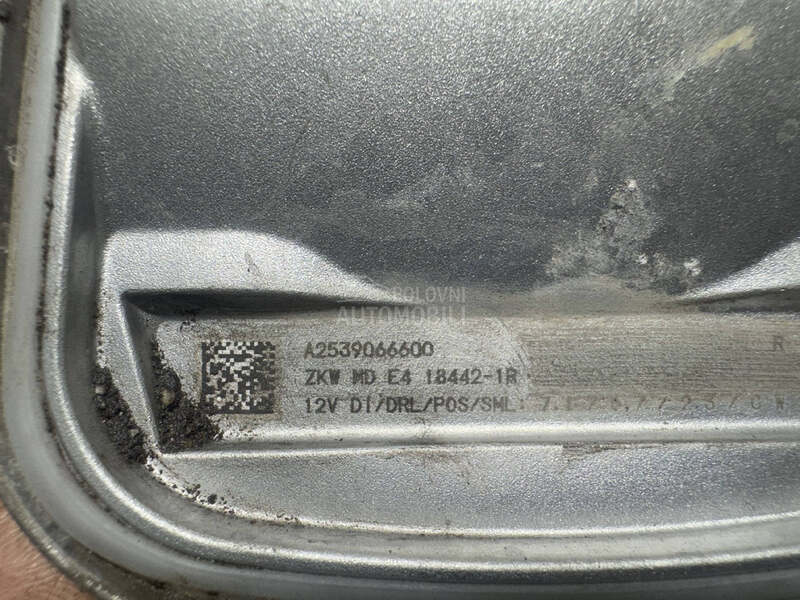 POLOVNI
AUTOMOBILI
A2539066600 R
ZKW MD E4 18442-1R
12V DI/DRL/POS/SML: